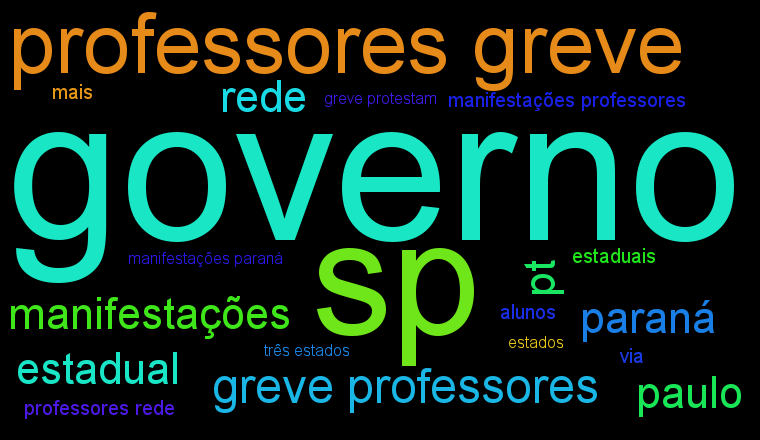 professores greve
mais
rede
greve protestam
manifestações professores
governo
sp
manifestações paraná
pt
estaduais
manifestações
alunos
paraná
três estados
estados
via
estadual
greve professores
paulo
professores rede